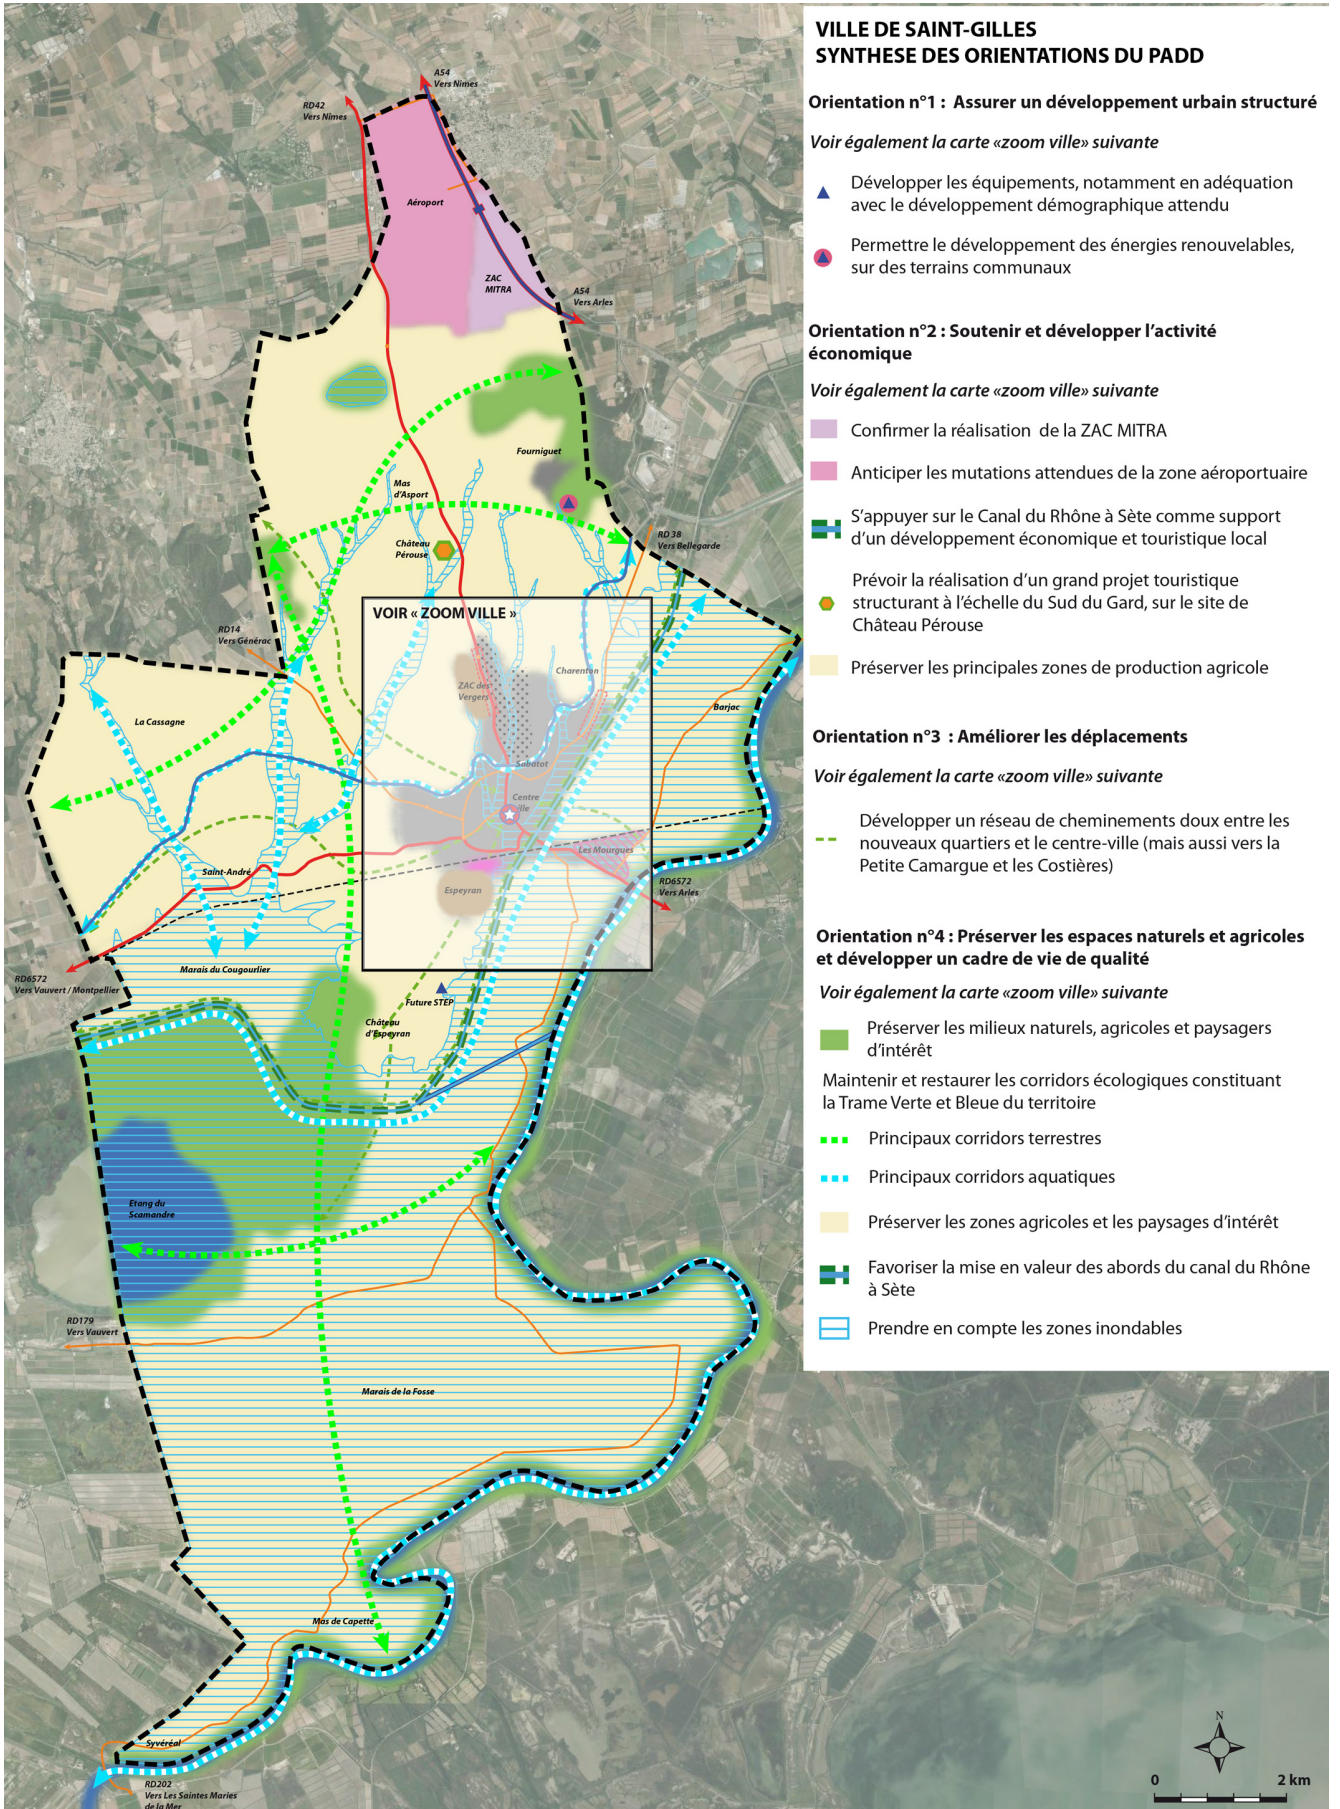 VILLE DE SAINT-GILLES
SYNTHESE DES ORIENTATIONS DU PADD
Orientation n°1 : Assurer un développement urbain structuré
Voir également la carte «zoom ville» suivante
Développer les équipements, notamment en adéquation
avec le développement démographique attendu
Permettre le développement des énergies renouvelables,
sur des terrains communaux
Orientation n°2 : Soutenir et développer l'activité
économique
Voir également la carte «zoom ville» suivante
Confirmer la réalisation de la ZAC MITRA
Anticiper les mutations attendues de la zone aéroportuaire
S'appuyer sur le Canal du Rhône à Sète comme support
d'un développement économique et touristique local
Prévoir la réalisation d'un grand projet touristique
structurant à l'échelle du Sud du Gard, sur le site de
Château Pérouse
Préserver les principales zones de production agricole
Orientation n°3 : Améliorer les déplacements
Voir également la carte «zoom ville» suivante
Développer un réseau de cheminements doux entre les
nouveaux quartiers et le centre-ville (mais aussi vers la
Petite Camargue et les Costières)
Orientation n°4 : Préserver les espaces naturels et agricoles
et développer un cadre de vie de qualité
Voir également la carte «zoom ville» suivante
Préserver les milieux naturels, agricoles et paysagers
d'intérêt
Maintenir et restaurer les corridors écologiques constituant
la Trame Verte et Bleue du territoire
Principaux corridors terrestres
Principaux corridors aquatiques
Préserver les zones agricoles et les paysages d'intérêt
Favoriser la mise en valeur des abords du canal du Rhône
à Sète
Prendre en compte les zones inondables
A54
Vers Nîmes
RD42
Vers Nîmes
Aéroport
ZAC
MITRA
A54
Vers Arles
Fourniguet
Mas
d'Asport
Château
Pérouse
RD 38
Vers Bellegarde
VOIR « ZOOM VILLE »
RD14
Vers Générac
Charenton
ZAC des
Vergers
La Cassagne
Barjac
Sabatot
Centre
ville
Les Mourgues
Saint-André
Espeyran
RD6572
Vers Arles
Marais du Cougourlier
RD6572
Vers Vauvert / Montpellier
Future STEP
Château
d'Espeyran
Etang du
Scamandre
RD179
Vers Vauvert
Marais de la Fosse
Mas de Capette
Syvéréal
RD202
Vers Les Saintes Maries
de la Mer
N
0
2 km